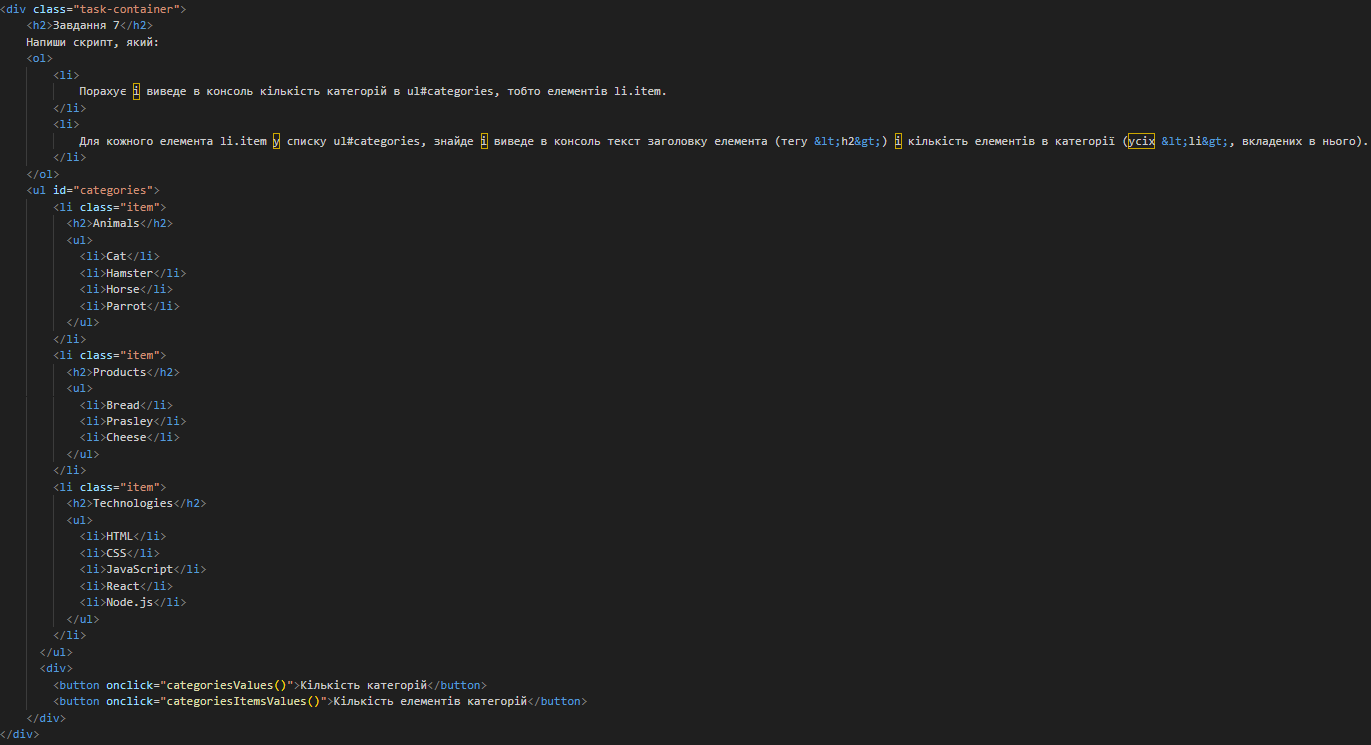 <div class="task-container">
<h2>Завдання 7</h2>
Напиши скрипт, який:
<ol>
<li>
Порахує і виведе в консоль кількість категорій в ul#categories, тобто елементів li.item.
</li>
<li>
Для кожного елемента li.item у списку ul#categories, знайде і виведе в консоль текст заголовку елемента (тегу &lt;h2&gt;) і кількість елементів в категорії (усіх &lt;li&gt;, вкладених в нього).
</li>
</ol>
<ul id="categories">
<li class="item">
<h2>Animals</h2>
<ul>
<li>Cat</li>
<li>Hamster</li>
<li>Horse</li>
<li>Parrot</li>
</ul>
</li>
<li class="item">
<h2>Products</h2>
<ul>
<li>Bread</li>
<li>Prasley</li>
<li>Cheese</li>
</ul>
</li>
<li class="item">
<h2>Technologies</h2>
<ul>
<li>HTML</li>
<li>CSS</li>
<li>JavaScript</li>
<li>React</li>
<li>Node.js</li>
</ul>
</li>
</ul>
<div>
<button onclick="categoriesValues()">Кількість категорій</button>
<button onclick="categoriesItemsValues()">Кількість елементів категорій</button>
</div>
</div>